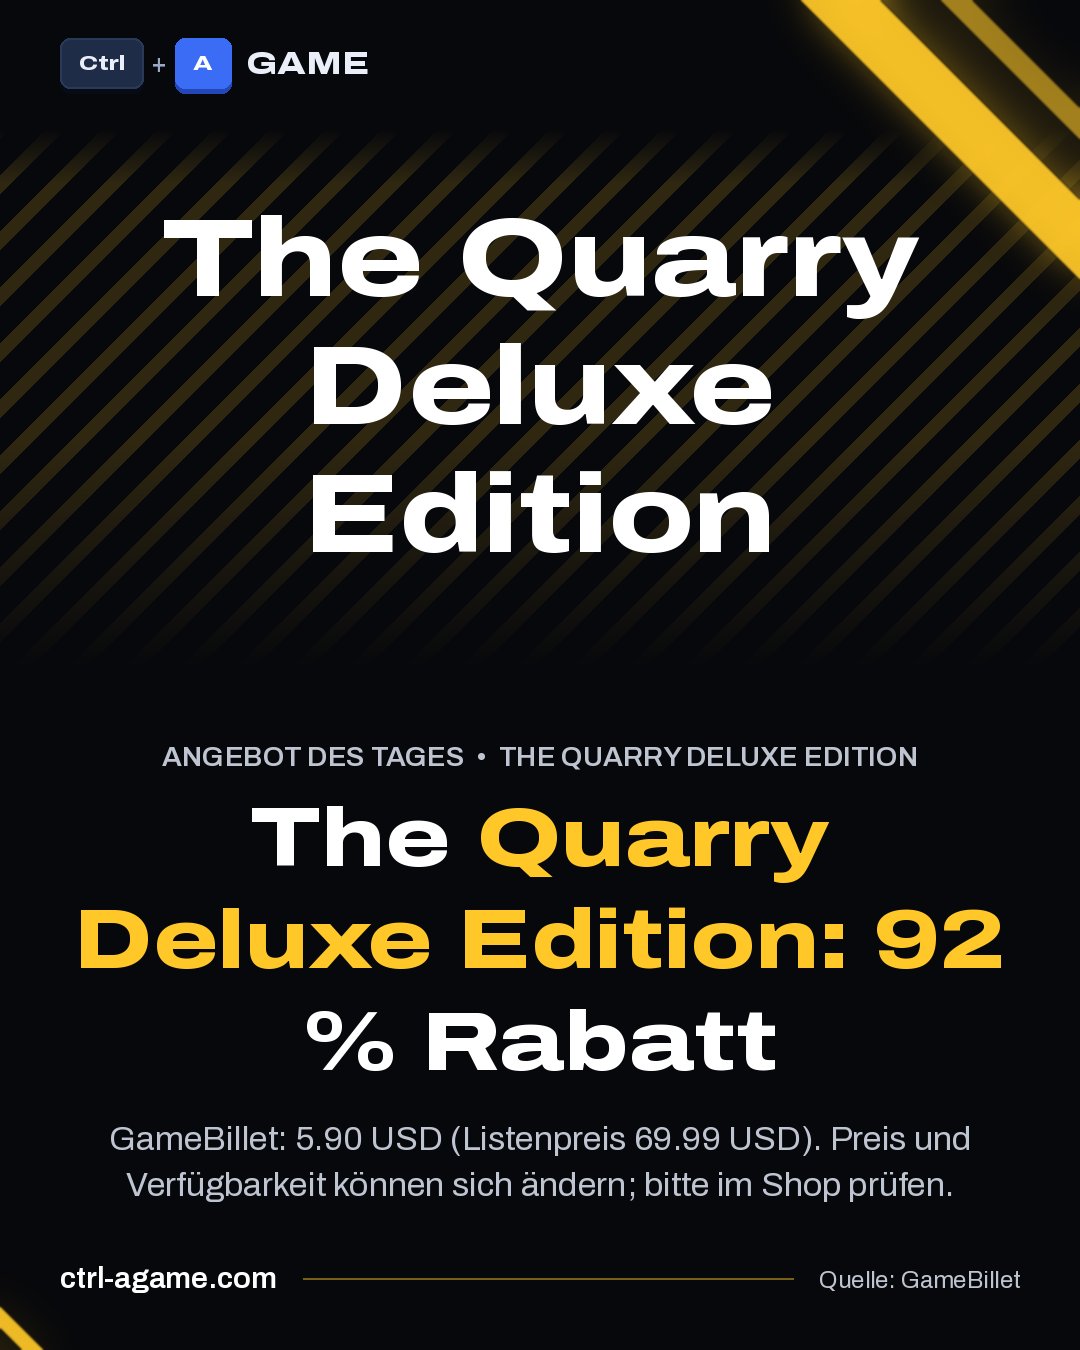 Ctrl + A GAME
The Quarry
Deluxe
Edition
ANGEBOT DES TAGES • THE QUARRY DELUXE EDITION
The Quarry
Deluxe Edition: 92
% Rabatt
GameBillet: 5.90 USD (Listenpreis 69.99 USD). Preis und
Verfügbarkeit können sich ändern; bitte im Shop prüfen.
ctrl-agame.com
Quelle: GameBillet